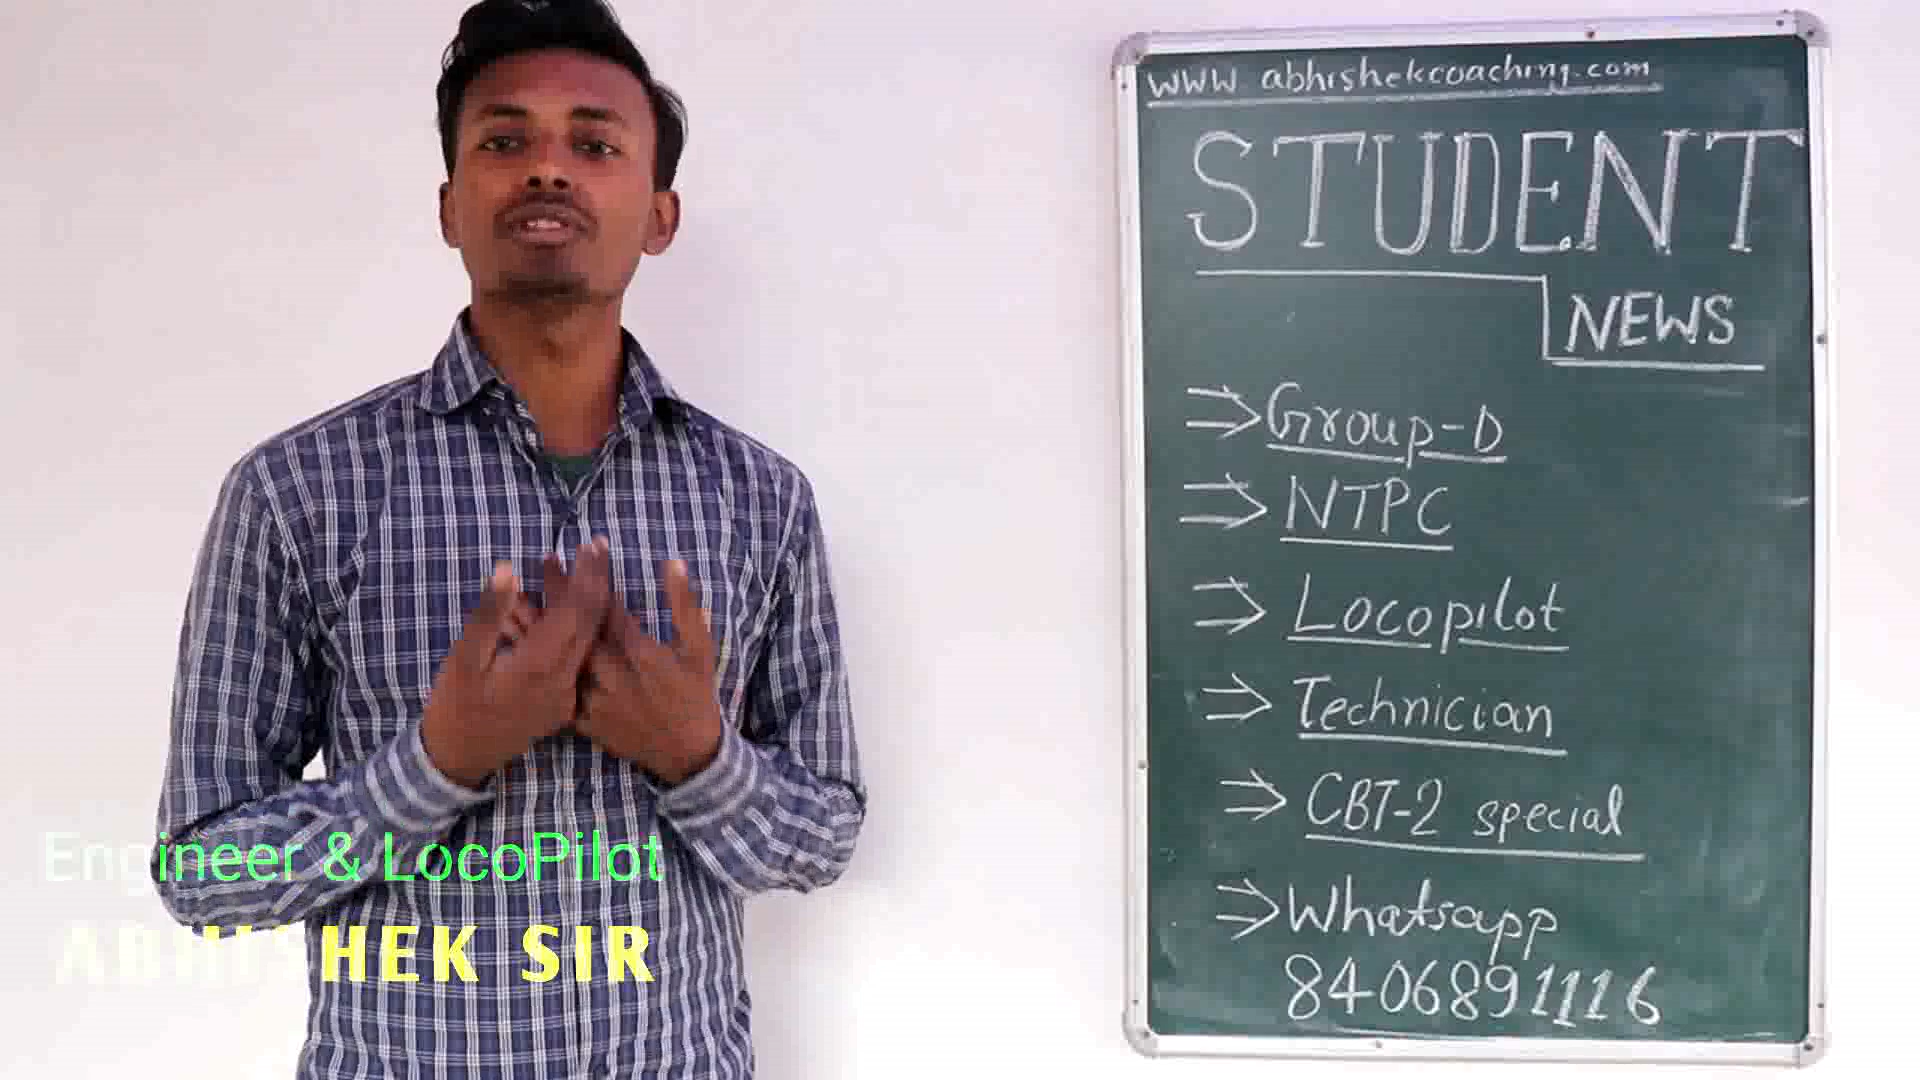 www abhishekcoaching.com
STUDENT
NEWS
⇒ Group-D
⇒ NTPC
⇒ Locopilot
⇒ Technician
⇒ CBT-2 special
⇒ Whatsapp
8406891116
Engineer & LocoPilot
ABHISHEK SIR